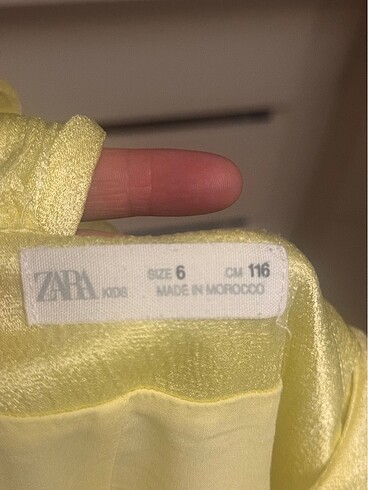 ZARA KIDS SIZE 6 CM 116
MADE IN MOROCCO